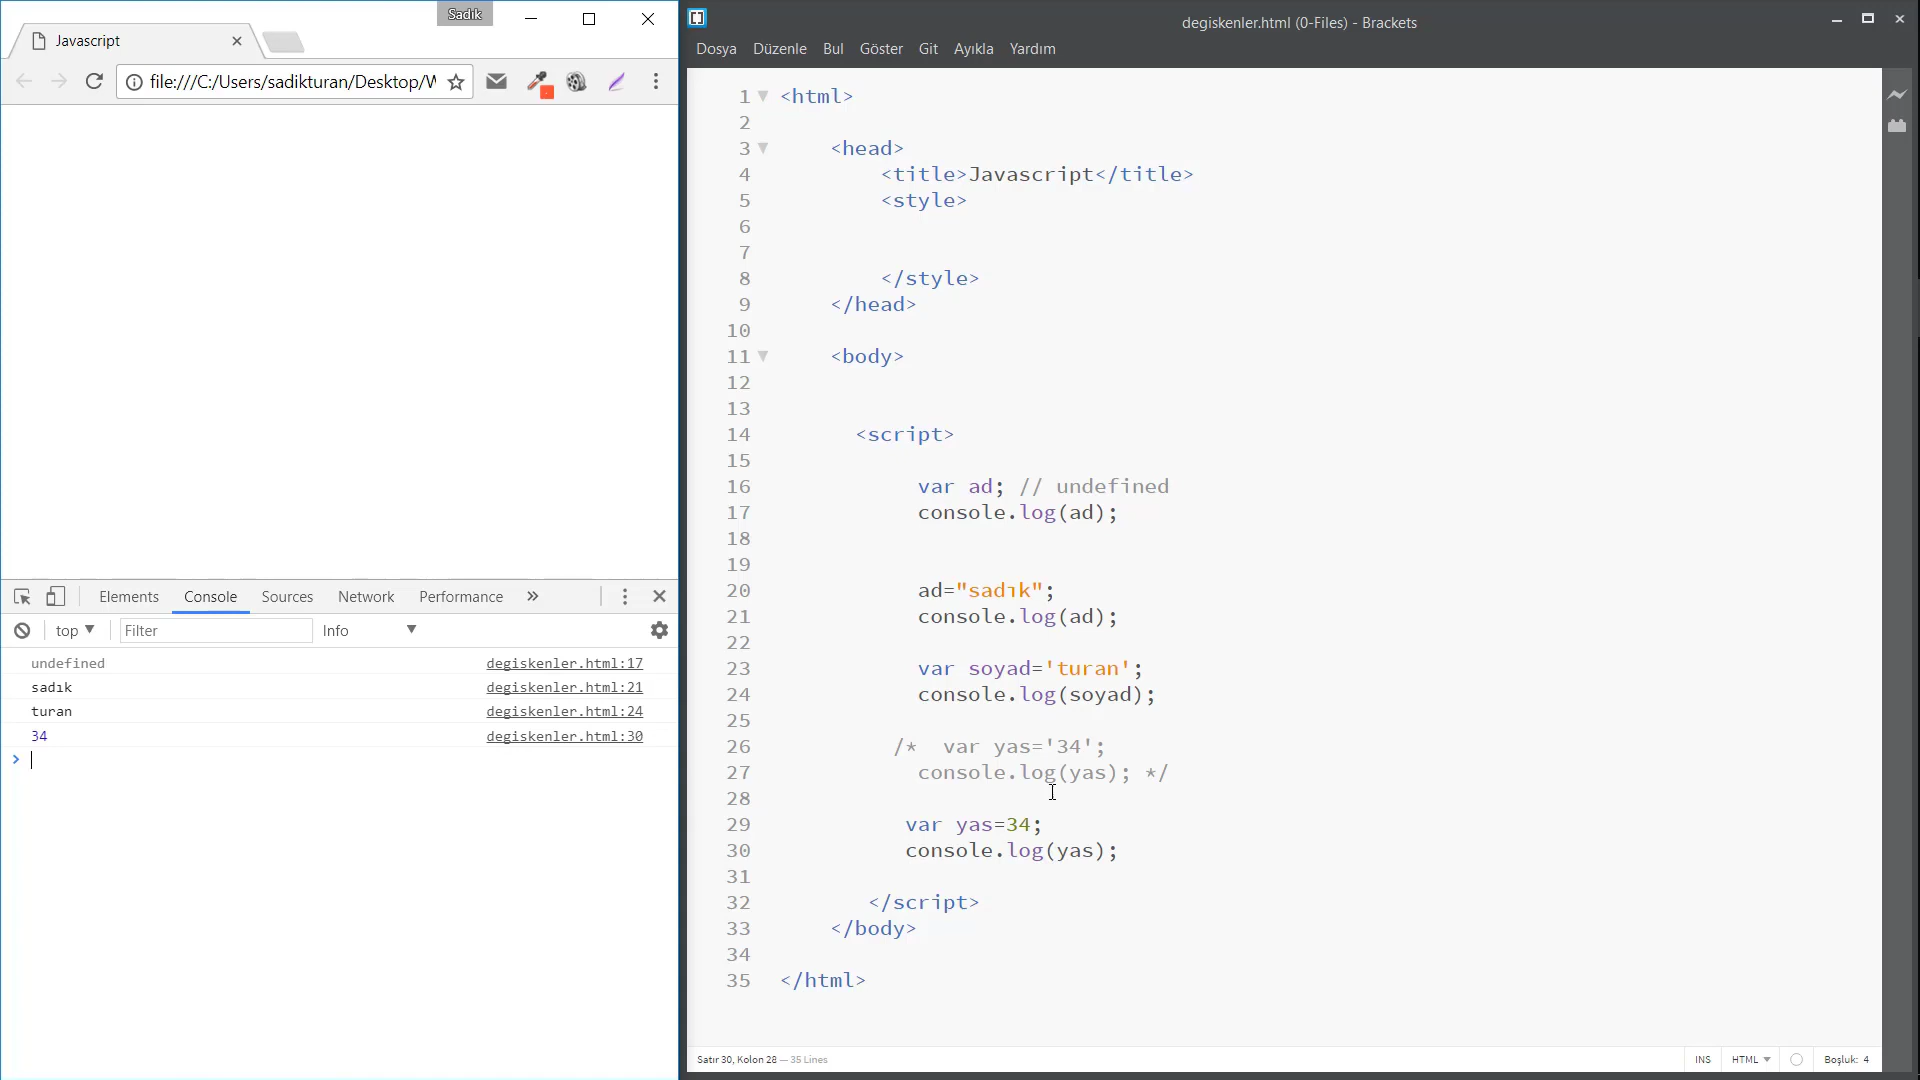 Sadık
Javascript
file:///C:/Users/sadikturan/Desktop/W
Elements Console Sources Network Performance »
top Filter Info
undefined degiskenler.html:17
sadık degiskenler.html:21
turan degiskenler.html:24
34 degiskenler.html:30
>
degiskenler.html (0-Files) - Brackets
Dosya Düzenle Bul Göster Git Ayıkla Yardım
1 <html>
2
3 <head>
4 <title>Javascript</title>
5 <style>
6
7
8 </style>
9 </head>
10
11 <body>
12
13
14 <script>
15
16 var ad; // undefined
17 console.log(ad);
18
19
20 ad="sadık";
21 console.log(ad);
22
23 var soyad='turan';
24 console.log(soyad);
25
26 /* var yas='34';
27 console.log(yas); */
28
29 var yas=34;
30 console.log(yas);
31
32 </script>
33 </body>
34
35 </html>
Satır 30, Kolon 28 — 35 Lines INS HTML Boşluk: 4